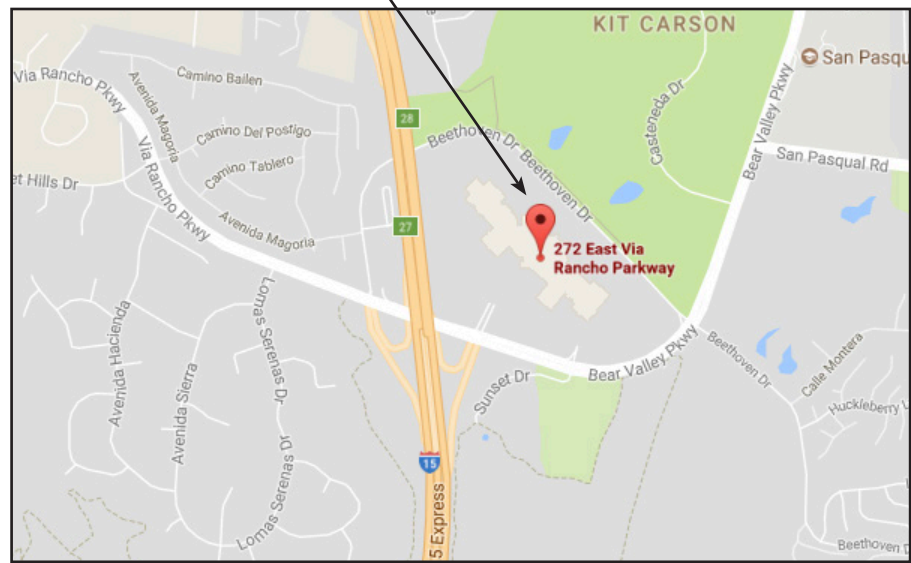 KIT CARSON
San Pasqu
Via Rancho Pkwy
Camino Bailen
Avenida Magoria
28
Beethoven Dr
Beethoven Dr
Casteneda Dr
Bear Valley Pkwy
Camino Del Postigo
San Pasqual Rd
Camino Tablero
et Hills Dr
Via Rancho Pkwy
27
Avenida Magoria
272 East Via
Rancho Parkway
Lomas Serenas Dr
Avenida Hacienda
Avenida Sierra
Sunset Dr
Bear Valley Pkwy
Beethoven Dr
Calle Montera
Huckleberry
15
Lomas Serenas Dr
5 Express
Beethoven D